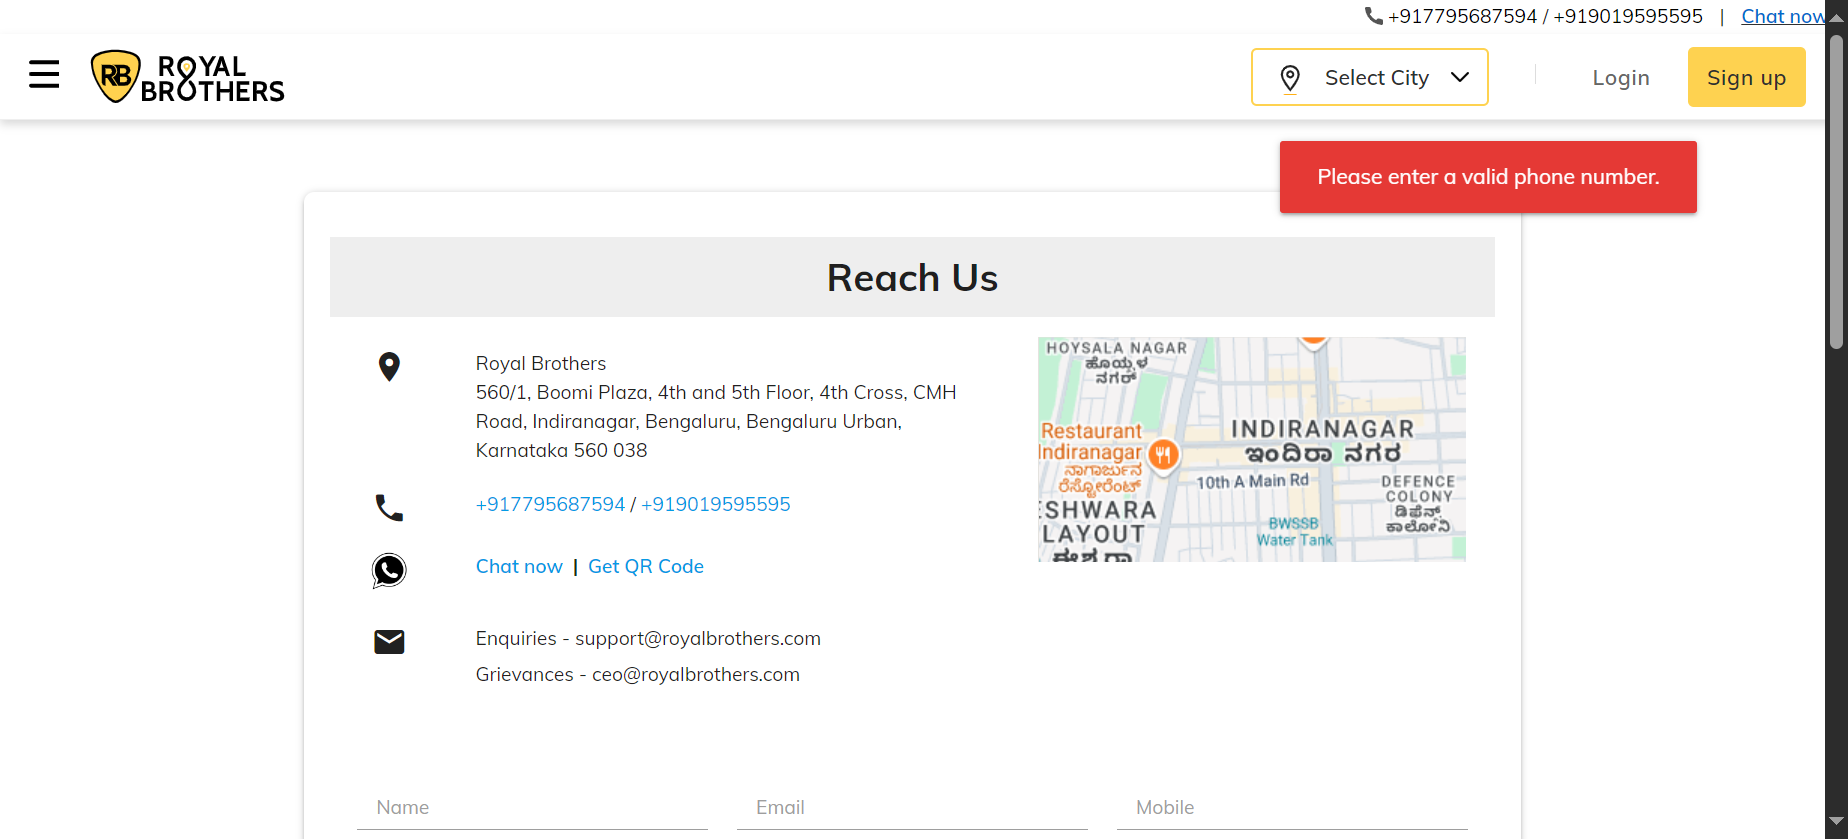 +917795687594 / +919019595595 | Chat now
RB ROYAL BROTHERS
Select City
Login
Sign up
Please enter a valid phone number.
Reach Us
Royal Brothers
560/1, Boomi Plaza, 4th and 5th Floor, 4th Cross, CMH
Road, Indiranagar, Bengaluru, Bengaluru Urban,
Karnataka 560 038
+917795687594 / +919019595595
Chat now | Get QR Code
Enquiries - support@royalbrothers.com
Grievances - ceo@royalbrothers.com
HOYSALA NAGAR
ಹೊಯ್ಸಳ
ನಗರ್
Restaurant
Indiranagar
ನಾಗಾರ್ಜುನ
ರೆಸ್ಟೋರೆಂಟ್
INDIRANAGAR
ಇಂದಿರಾ ನಗರ
10th A Main Rd
DEFENCE
COLONY
ಡಿಫೆನ್ಸ್
ಕಾಲೋನಿ
ESHWARA
LAYOUT
BWSSB
Water Tank
Name
Email
Mobile